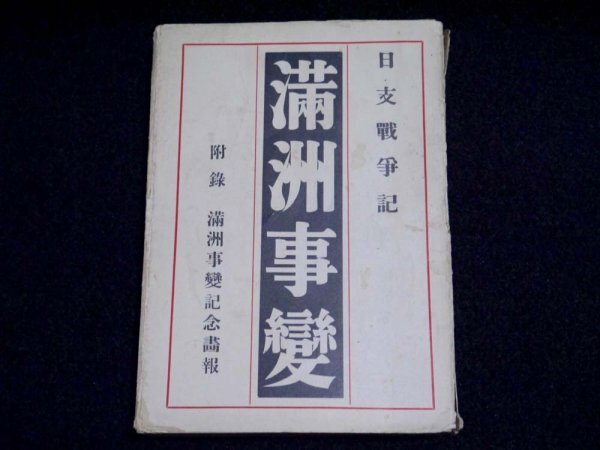 日支戰爭記
滿洲事變
附錄 滿洲事變記念畫報